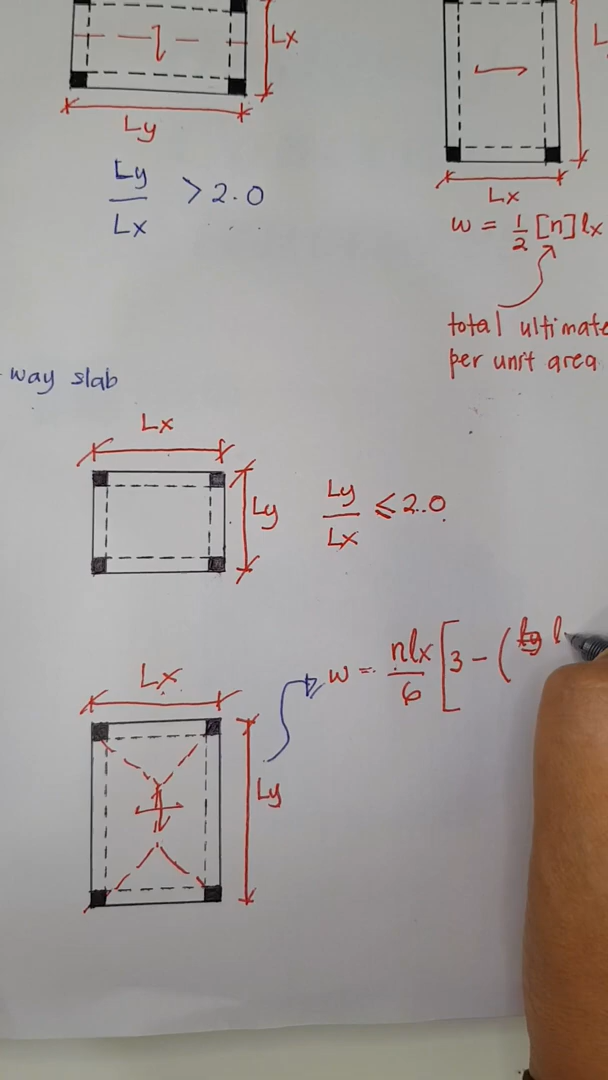 Lx
Ly
Ly
Lx
> 2.0
Lx
w = 1/2 [n] lx
total ultimate
per unit area
way slab
Lx
Ly
Ly
Lx
≤ 2.0
w = nlx/6 [3 - (
Lx
Ly